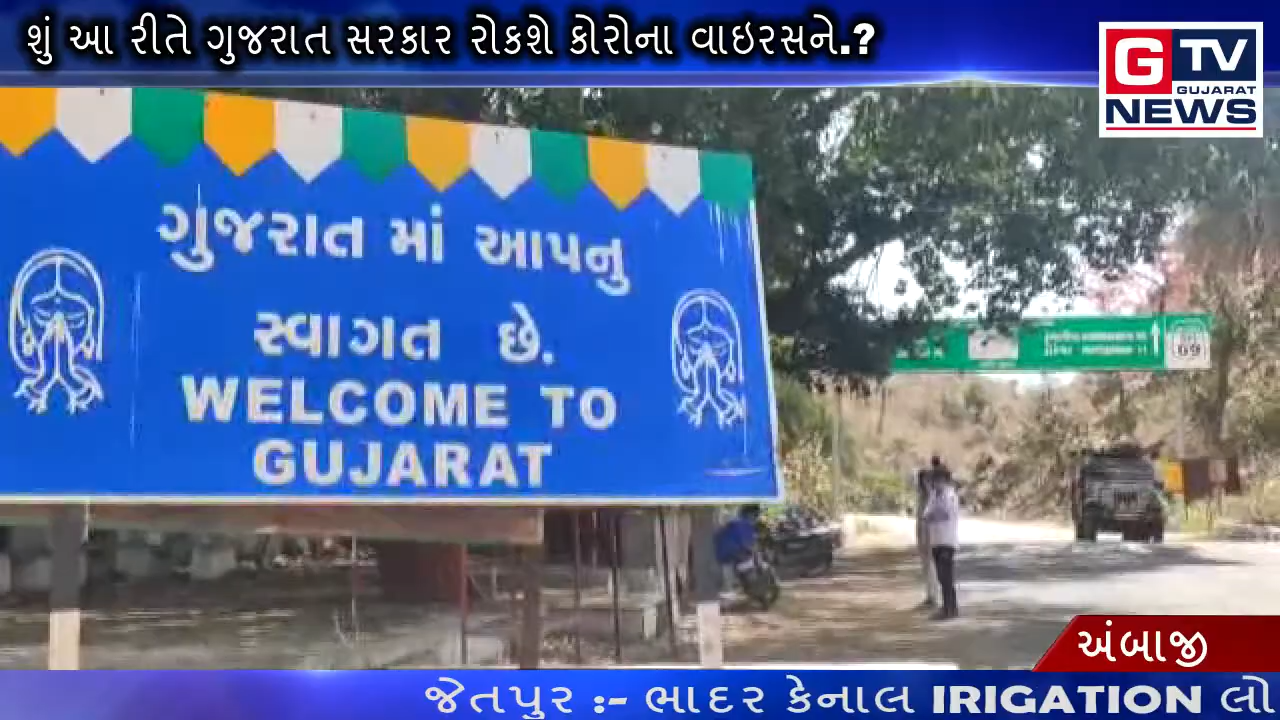 શું આ રીતે ગુજરાત સરકાર રોકશે કોરોના વાઇરસને.?
GTV
GUJARAT
NEWS
ગુજરાત માં આપનુ
સ્વાગત છે.
WELCOME TO
GUJARAT
69
અંબાજી
જેતપુર :- ભાદર કેનાલ IRIGATION લો